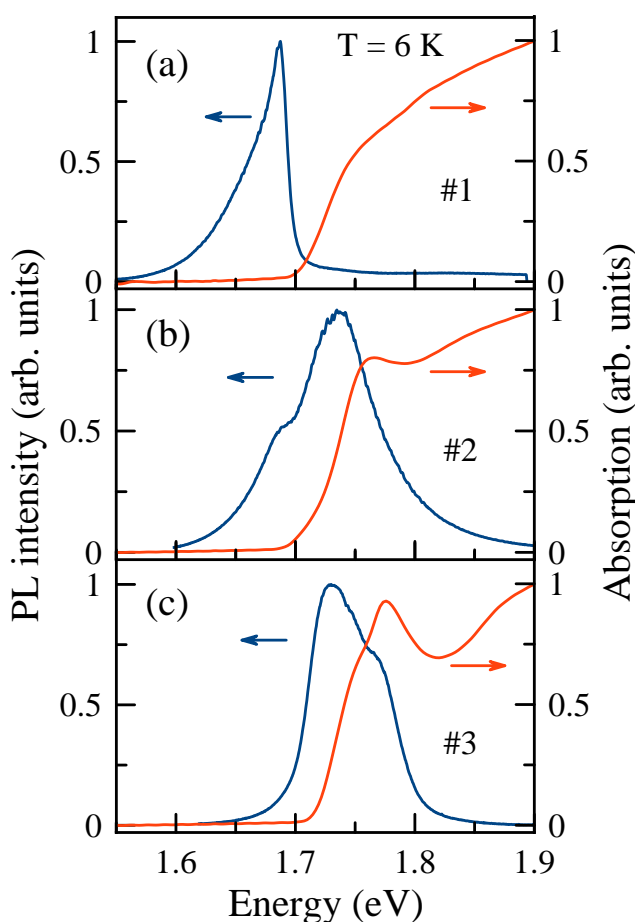 (a)
T = 6 K
#1
1
0.5
0
1
0.5
0
(b)
#2
1
0.5
0
1
0.5
0
(c)
#3
1
0.5
0
1
0.5
0
1.6 1.7 1.8 1.9
Energy (eV)
PL intensity (arb. units)
Absorption (arb. units)